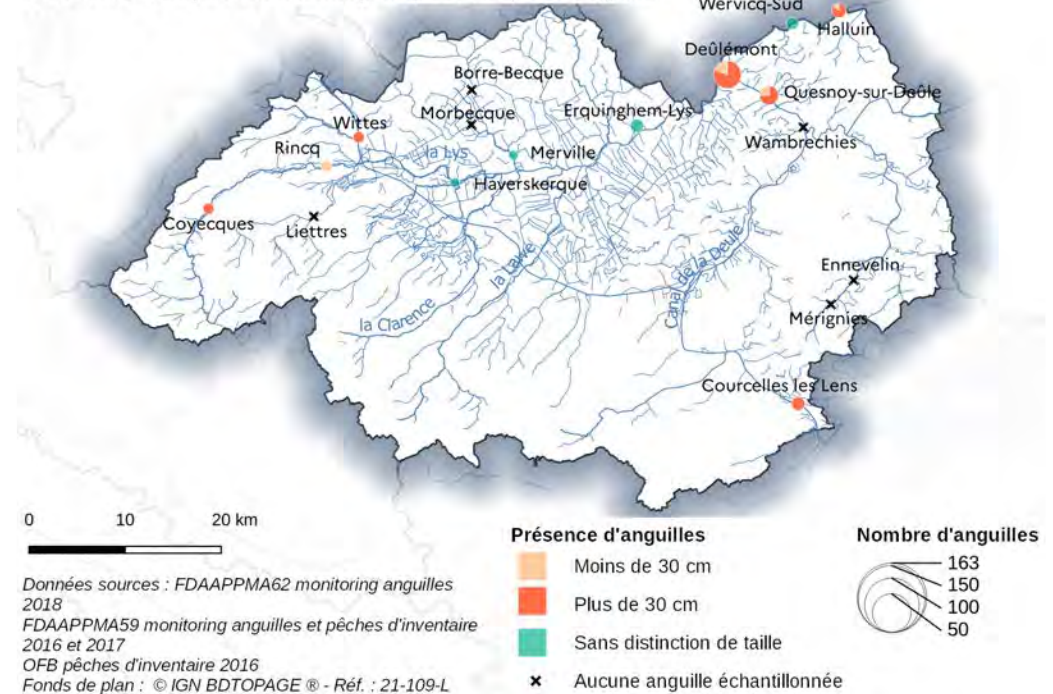 Wervicq-Sud
Halluin
Deûlémont
Borre-Becque
Quesnoy-sur-Deûle
Morbecque
Erquinghem-Lys
Wittes
Wambrechies
Rincq
la Lys
Merville
Haverskerque
Coyecques
Liettres
la Lawe
Canal de la Deule
Ennevelin
la Clarence
Mérignies
Courcelles les Lens
0 10 20 km
Présence d'anguilles
Moins de 30 cm
Plus de 30 cm
Sans distinction de taille
Aucune anguille échantillonnée
Nombre d'anguilles
163
150
100
50
Données sources : FDAAPPMA62 monitoring anguilles
2018
FDAAPPMA59 monitoring anguilles et pêches d'inventaire
2016 et 2017
OFB pêches d'inventaire 2016
Fonds de plan : © IGN BDTOPAGE ® - Réf. : 21-109-L